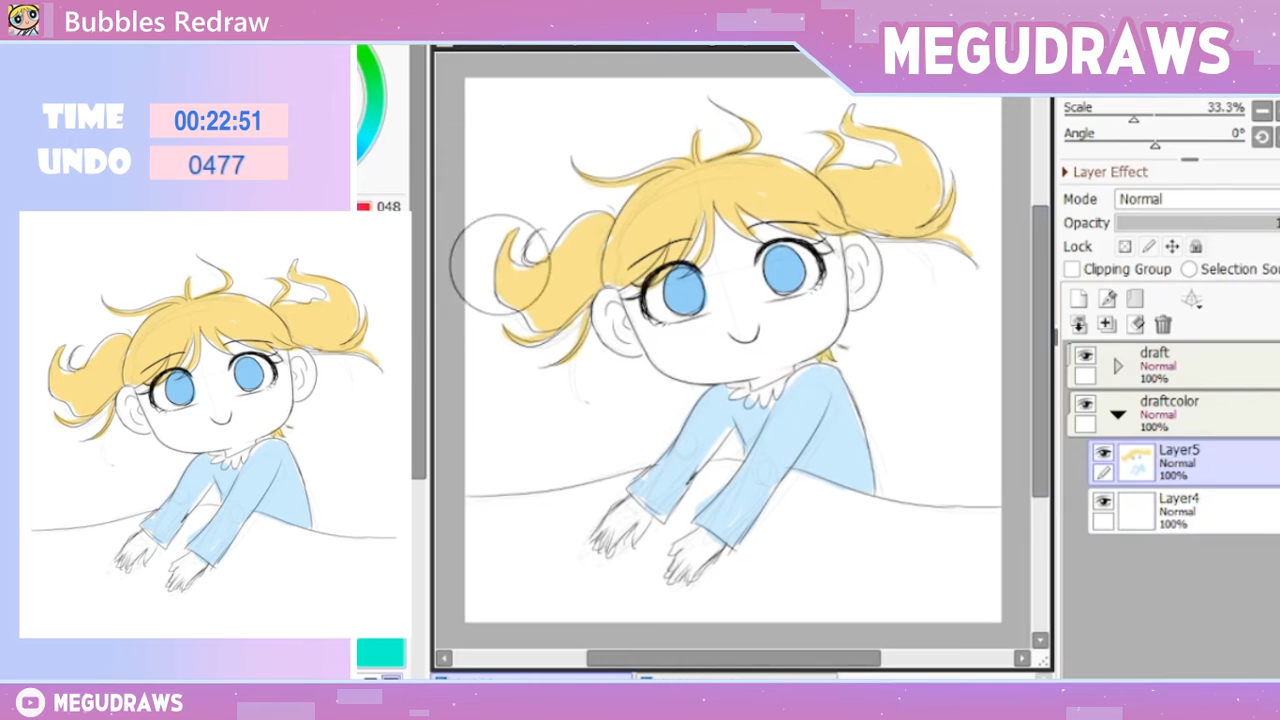 Bubbles Redraw
MEGUDRAWS
TIME 00:22:51
UNDO 0477
048
Scale 33.3%
Angle 0°
Layer Effect
Mode Normal
Opacity
Lock
Clipping Group Selection
draft
Normal
100%
draftcolor
Normal
100%
Layer5
Normal
100%
Layer4
Normal
100%
MEGUDRAWS